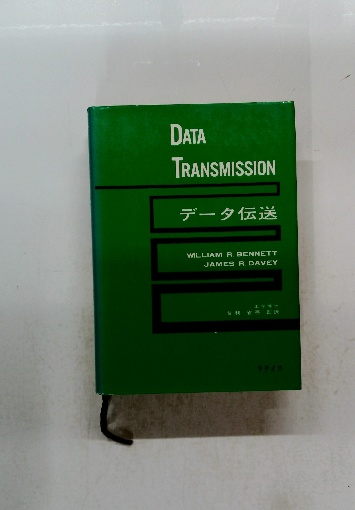 DATA
TRANSMISSION
データ伝送
WILLIAM R BENNETT
JAMES R DAVEY